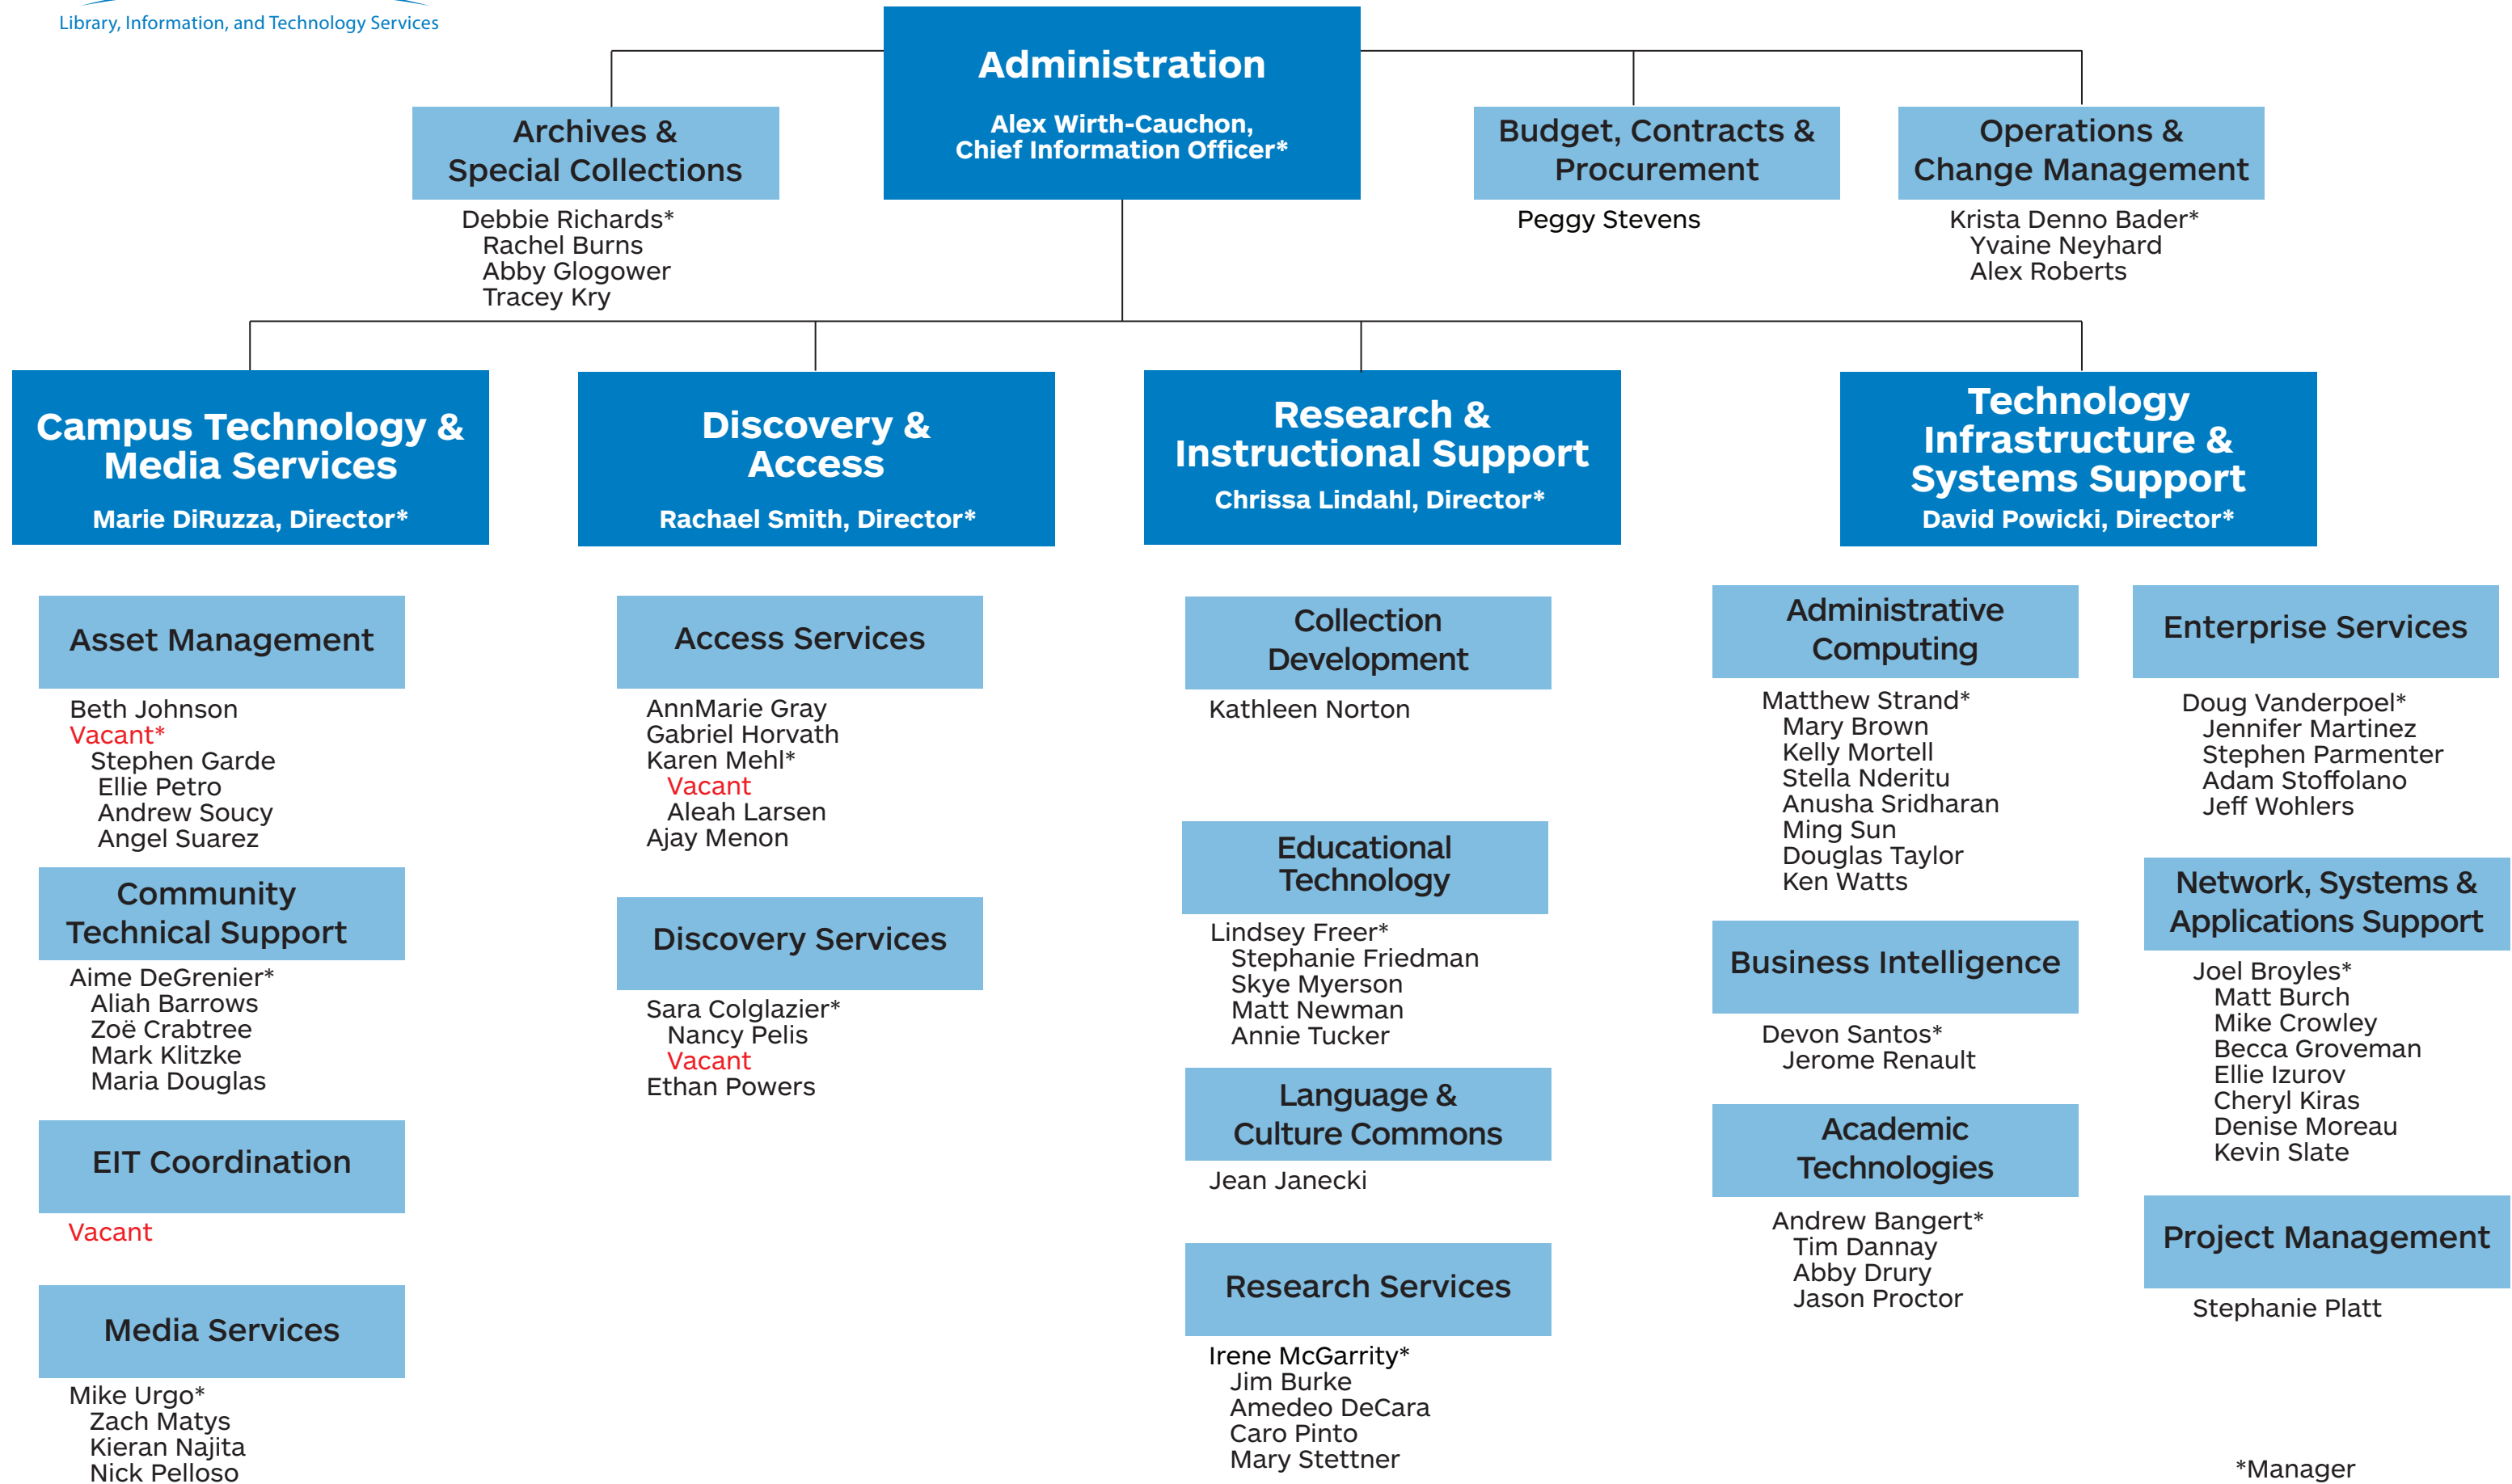 Library, Information, and Technology Services
Administration
Alex Wirth-Cauchon,
Chief Information Officer*
Archives &
Special Collections
Debbie Richards*
Rachel Burns
Abby Glogower
Tracey Kry
Budget, Contracts &
Procurement
Peggy Stevens
Operations &
Change Management
Krista Denno Bader*
Yvaine Neyhard
Alex Roberts
Campus Technology &
Media Services
Marie DiRuzza, Director*
Asset Management
Beth Johnson
Vacant*
Stephen Garde
Ellie Petro
Andrew Soucy
Angel Suarez
Community
Technical Support
Aime DeGrenier*
Aliah Barrows
Zoë Crabtree
Mark Klitzke
Maria Douglas
EIT Coordination
Vacant
Media Services
Mike Urgo*
Zach Matys
Kieran Najita
Nick Pelloso
Discovery &
Access
Rachael Smith, Director*
Access Services
AnnMarie Gray
Gabriel Horvath
Karen Mehl*
Vacant
Aleah Larsen
Ajay Menon
Discovery Services
Sara Colglazier*
Nancy Pelis
Vacant
Ethan Powers
Research &
Instructional Support
Chrissa Lindahl, Director*
Collection
Development
Kathleen Norton
Educational
Technology
Lindsey Freer*
Stephanie Friedman
Skye Myerson
Matt Newman
Annie Tucker
Language &
Culture Commons
Jean Janecki
Research Services
Irene McGarrity*
Jim Burke
Amedeo DeCara
Caro Pinto
Mary Stettner
Technology
Infrastructure &
Systems Support
David Powicki, Director*
Administrative
Computing
Matthew Strand*
Mary Brown
Kelly Mortell
Stella Nderitu
Anusha Sridharan
Ming Sun
Douglas Taylor
Ken Watts
Business Intelligence
Devon Santos*
Jerome Renault
Academic
Technologies
Andrew Bangert*
Tim Dannay
Abby Drury
Jason Proctor
Enterprise Services
Doug Vanderpoel*
Jennifer Martinez
Stephen Parmenter
Adam Stoffolano
Jeff Wohlers
Network, Systems &
Applications Support
Joel Broyles*
Matt Burch
Mike Crowley
Becca Groveman
Ellie Izurov
Cheryl Kiras
Denise Moreau
Kevin Slate
Project Management
Stephanie Platt
*Manager